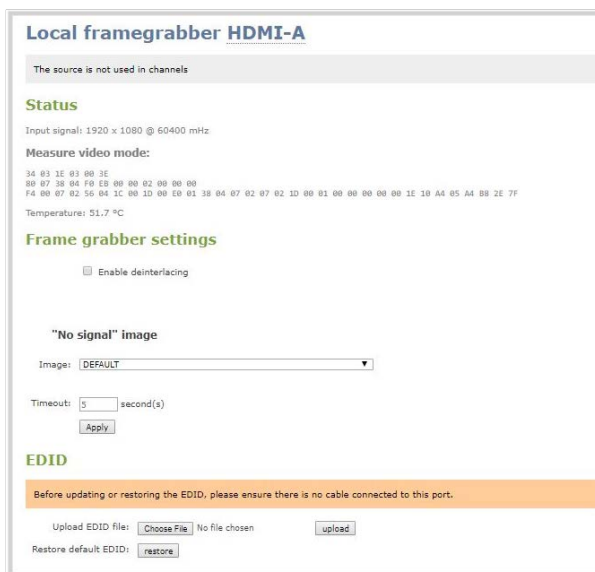 Local framegrabber HDMI-A
The source is not used in channels
Status
Input signal: 1920 x 1080 @ 60400 mHz
Measure video mode:
34 03 1E 03 00 3E
80 07 38 04 F0 EB 00 00 02 00 00 00
F4 00 07 02 56 04 1C 00 1D 00 E0 01 38 04 07 02 07 02 1D 00 01 00 00 00 00 00 1E 10 A4 05 A4 B8 2E 7F
Temperature: 51.7 °C
Frame grabber settings
Enable deinterlacing
"No signal" image
Image: DEFAULT
Timeout: 5 second(s)
Apply
EDID
Before updating or restoring the EDID, please ensure there is no cable connected to this port.
Upload EDID file: Choose File No file chosen upload
Restore default EDID: restore